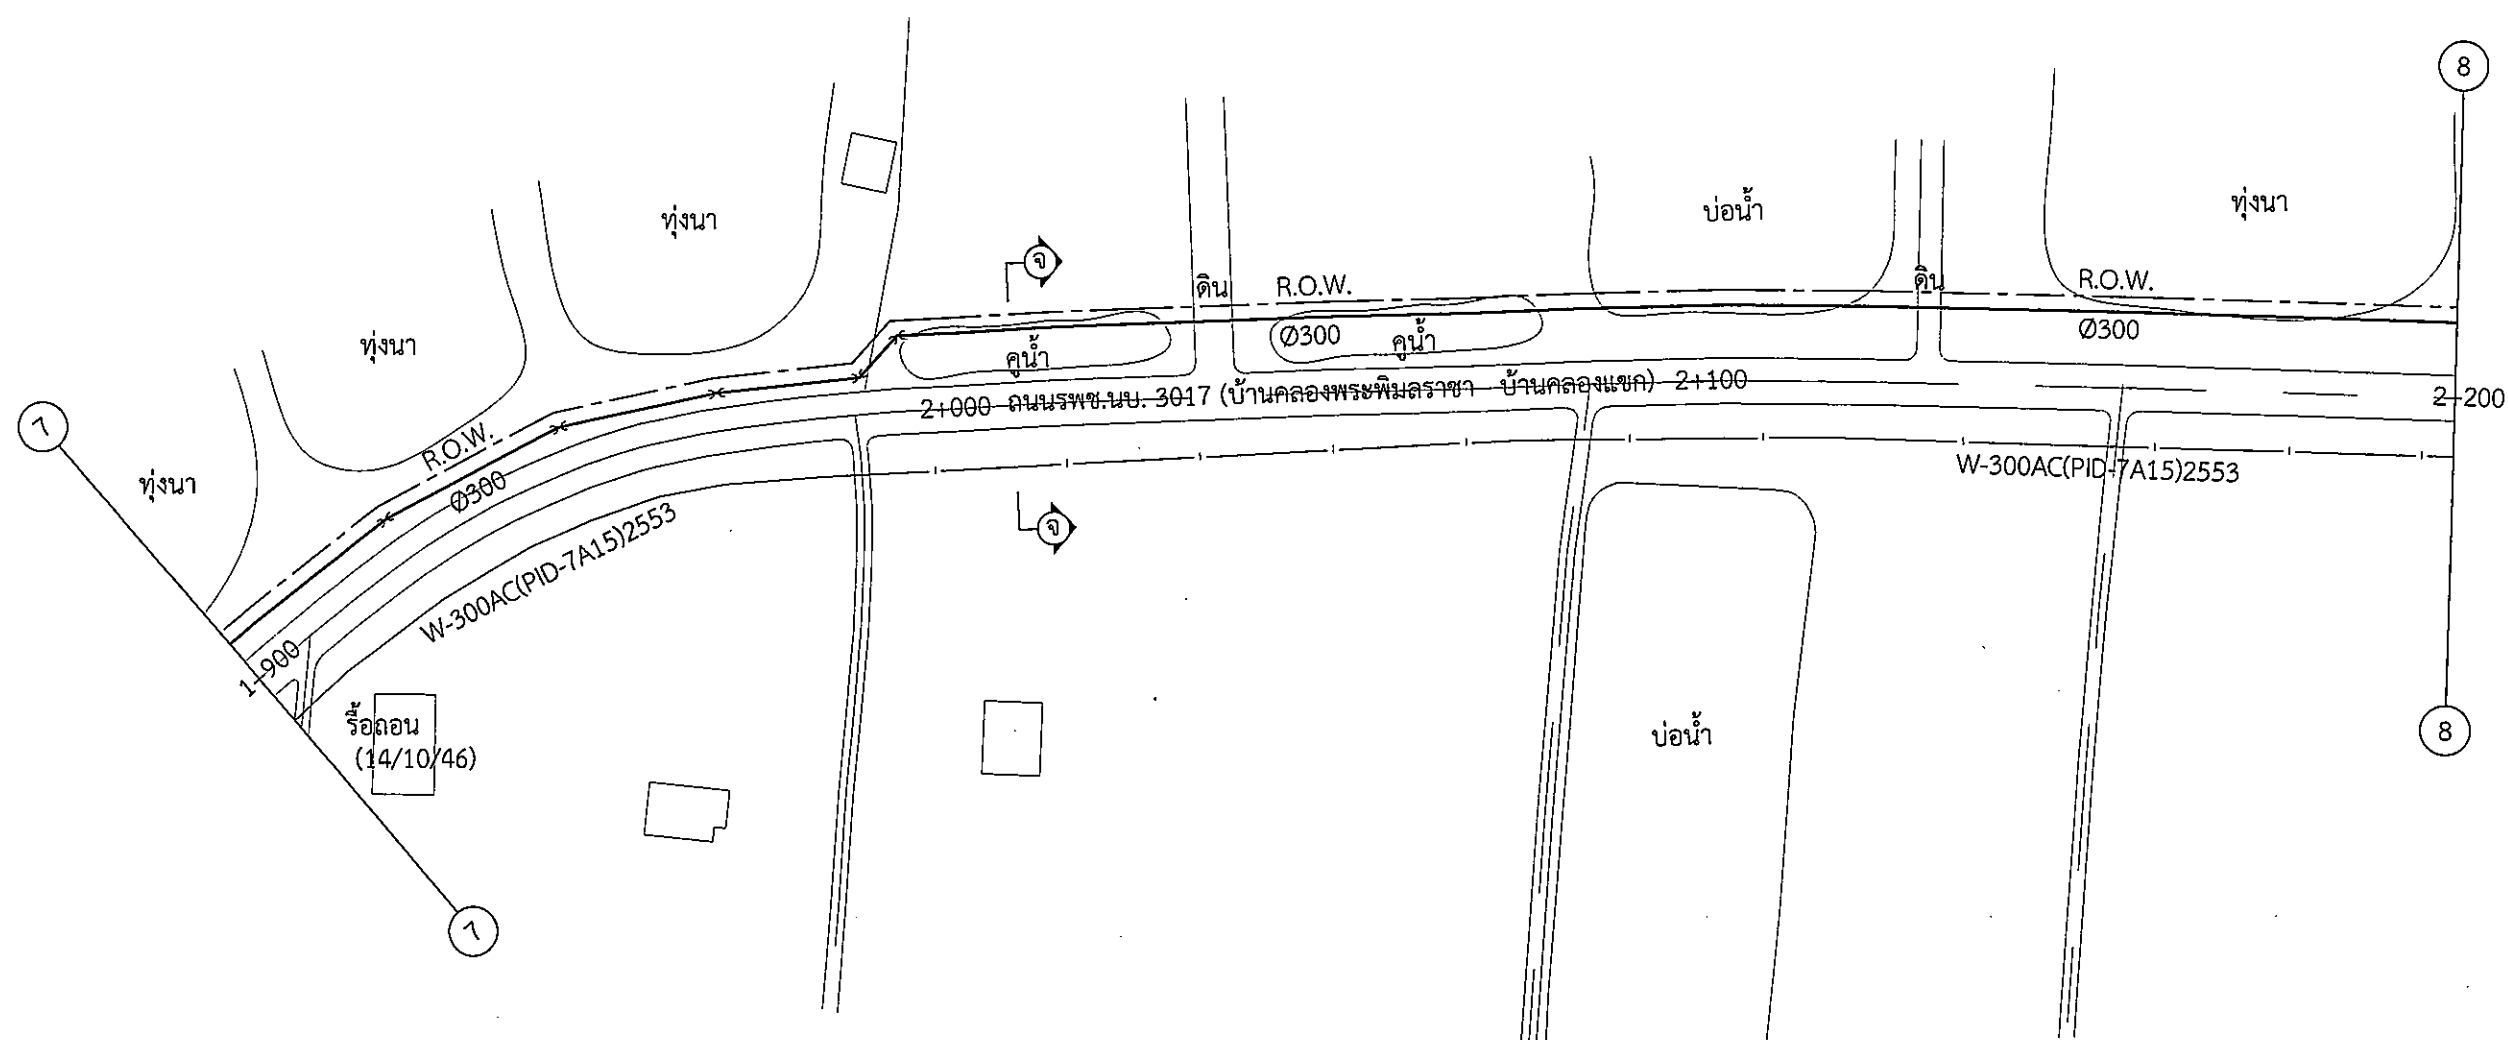 8
ทุ่งนา
บ่อน้ำ
ทุ่งนา
จ
ดิน
R.O.W.
ดิน
R.O.W.
ทุ่งนา
Ø300
คูน้ำ
Ø300
คูน้ำ
2+000 ถนนรพช.นบ. 3017 (บ้านคลองพระพิมลราชา - บ้านคลองแขก) 2+100
2+200
7
R.O.W.
ทุ่งนา
Ø300
W-300AC(PID-7A15)2553
จ
W-300AC(PID-7A15)2553
1+900
รื้อถอน
(14/10/46)
บ่อน้ำ
8
7